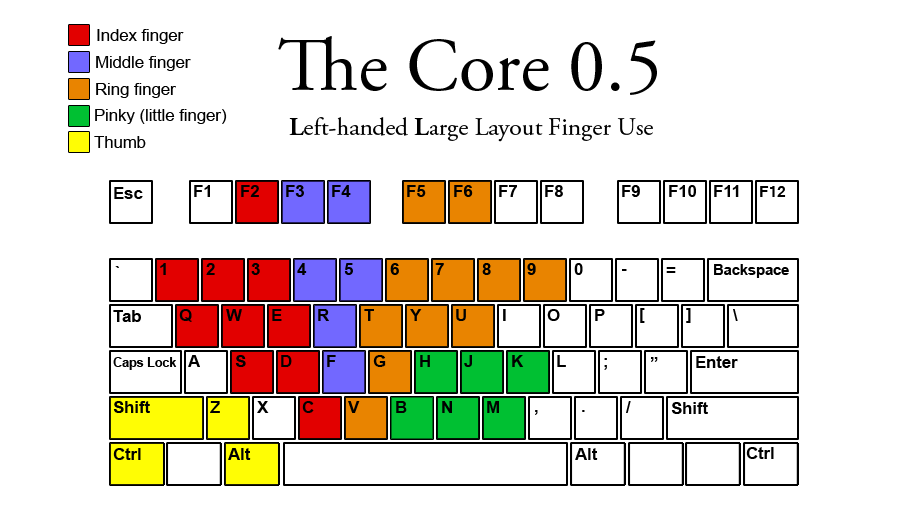 Index finger
Middle finger
Ring finger
Pinky (little finger)
Thumb
The Core 0.5
Left-handed Large Layout Finger Use
Esc F1 F2 F3 F4 F5 F6 F7 F8 F9 F10 F11 F12
` 1 2 3 4 5 6 7 8 9 0 - = Backspace
Tab Q W E R T Y U I O P [ ] \
Caps Lock A S D F G H J K L ; ” Enter
Shift Z X C V B N M , . / Shift
Ctrl Alt Alt Ctrl